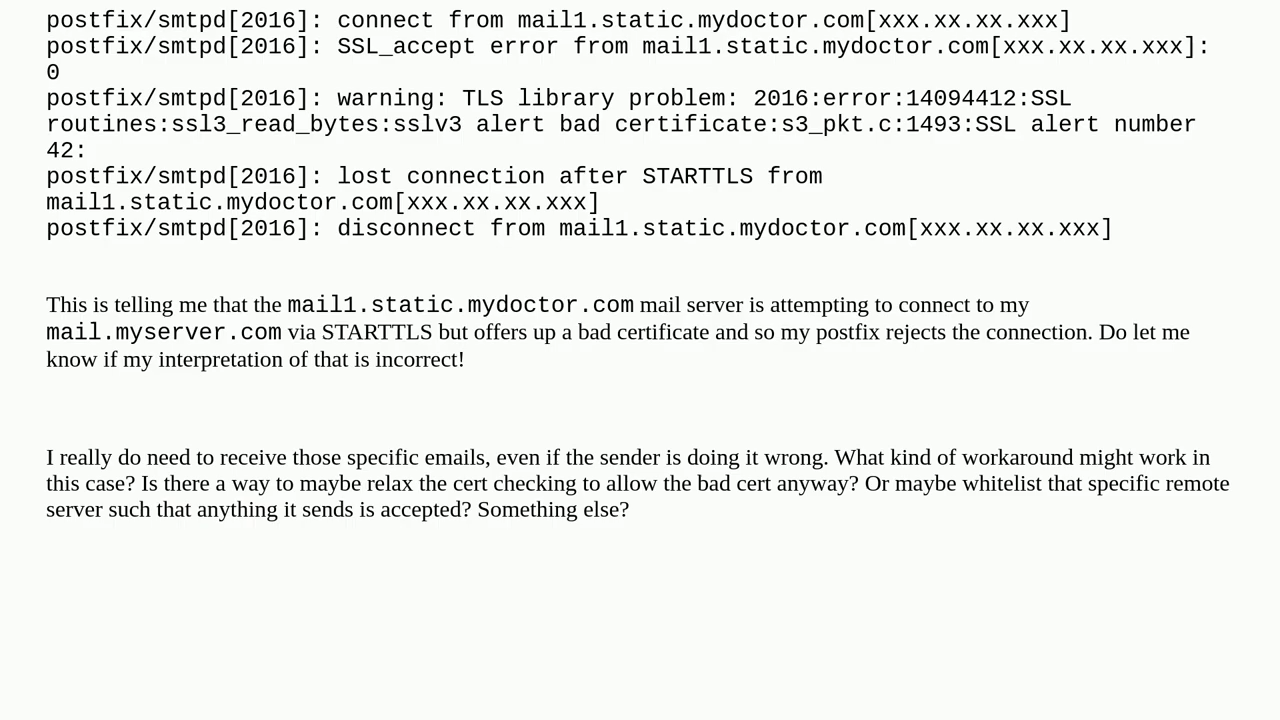 postfix/smtpd[2016]: connect from mail1.static.mydoctor.com[xxx.xx.xx.xxx]
postfix/smtpd[2016]: SSL_accept error from mail1.static.mydoctor.com[xxx.xx.xx.xxx]:
0
postfix/smtpd[2016]: warning: TLS library problem: 2016:error:14094412:SSL
routines:ssl3_read_bytes:sslv3 alert bad certificate:s3_pkt.c:1493:SSL alert number
42:
postfix/smtpd[2016]: lost connection after STARTTLS from
mail1.static.mydoctor.com[xxx.xx.xx.xxx]
postfix/smtpd[2016]: disconnect from mail1.static.mydoctor.com[xxx.xx.xx.xxx]
This is telling me that the mail1.static.mydoctor.com mail server is attempting to connect to my
mail.myserver.com via STARTTLS but offers up a bad certificate and so my postfix rejects the connection. Do let me
know if my interpretation of that is incorrect!
I really do need to receive those specific emails, even if the sender is doing it wrong. What kind of workaround might work in
this case? Is there a way to maybe relax the cert checking to allow the bad cert anyway? Or maybe whitelist that specific remote
server such that anything it sends is accepted? Something else?